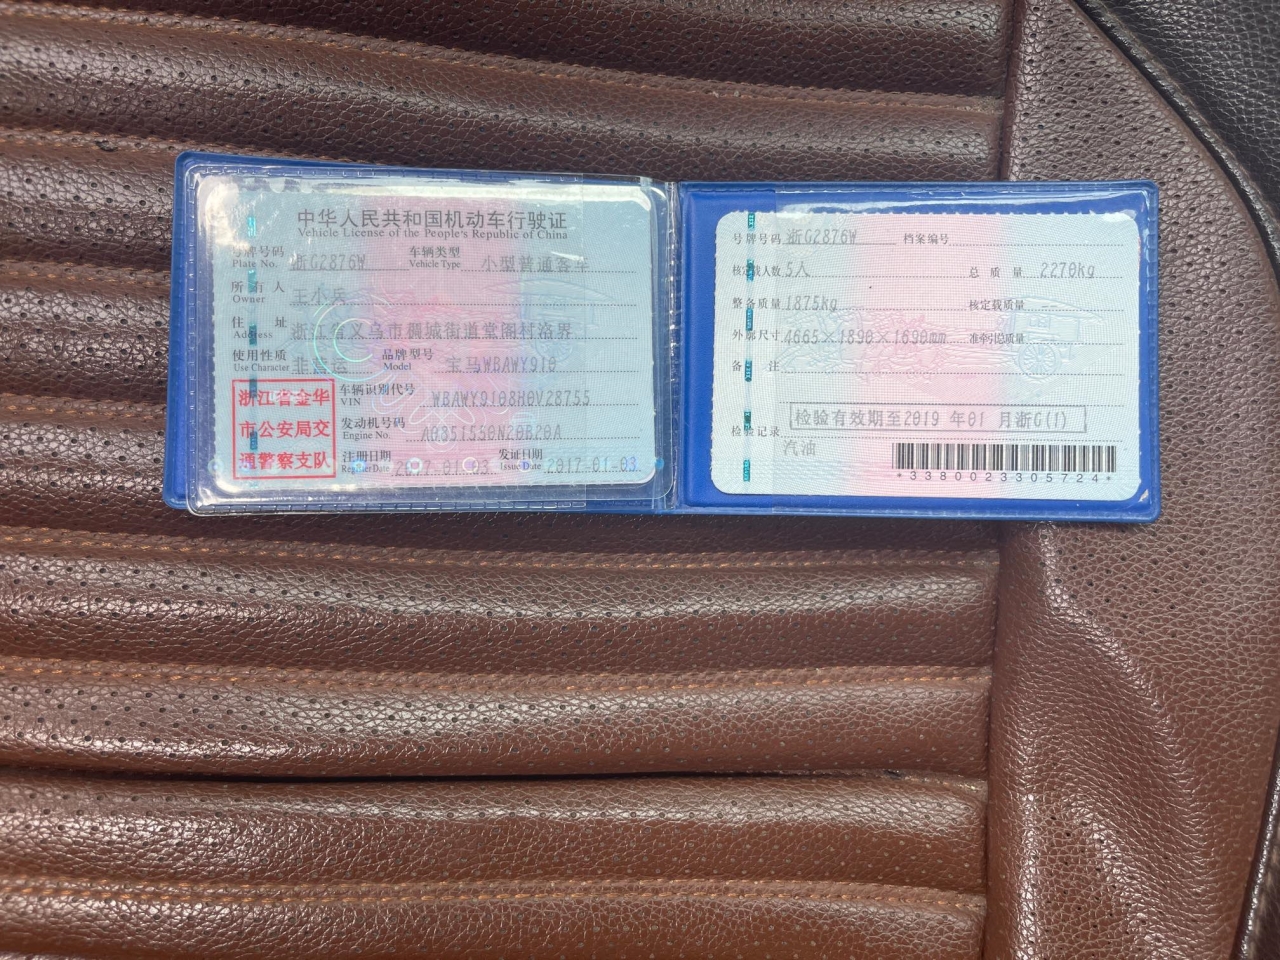 中华人民共和国机动车行驶证
Vehicle License of the People's Republic of China
号牌号码 浙G2876W 车辆类型 小型普通客车
Plate No. Vehicle Type
所有人 王小兵
Owner
住址 浙江省义乌市稠城街道堂阁村洛界
Address
使用性质 非营运 品牌型号 宝马WBAWY910
Use Character Model
浙江省金华
市公安局交
通警察支队
车辆识别代号 WBAWY9108H0V28755
VIN
发动机号码 A0851550N20B20A
Engine No.
注册日期 2017-01-03 发证日期 2017-01-03
Register Date Issue Date
号牌号码 浙G2876W 档案编号
核定载人数 5人 总质量 2270kg
整备质量 1875kg 核定载质量
外廓尺寸 4665×1890×1690mm 准牵引总质量
备注
检验有效期至2019 年01 月浙G(1)
检验记录
汽油
*3380023305724*